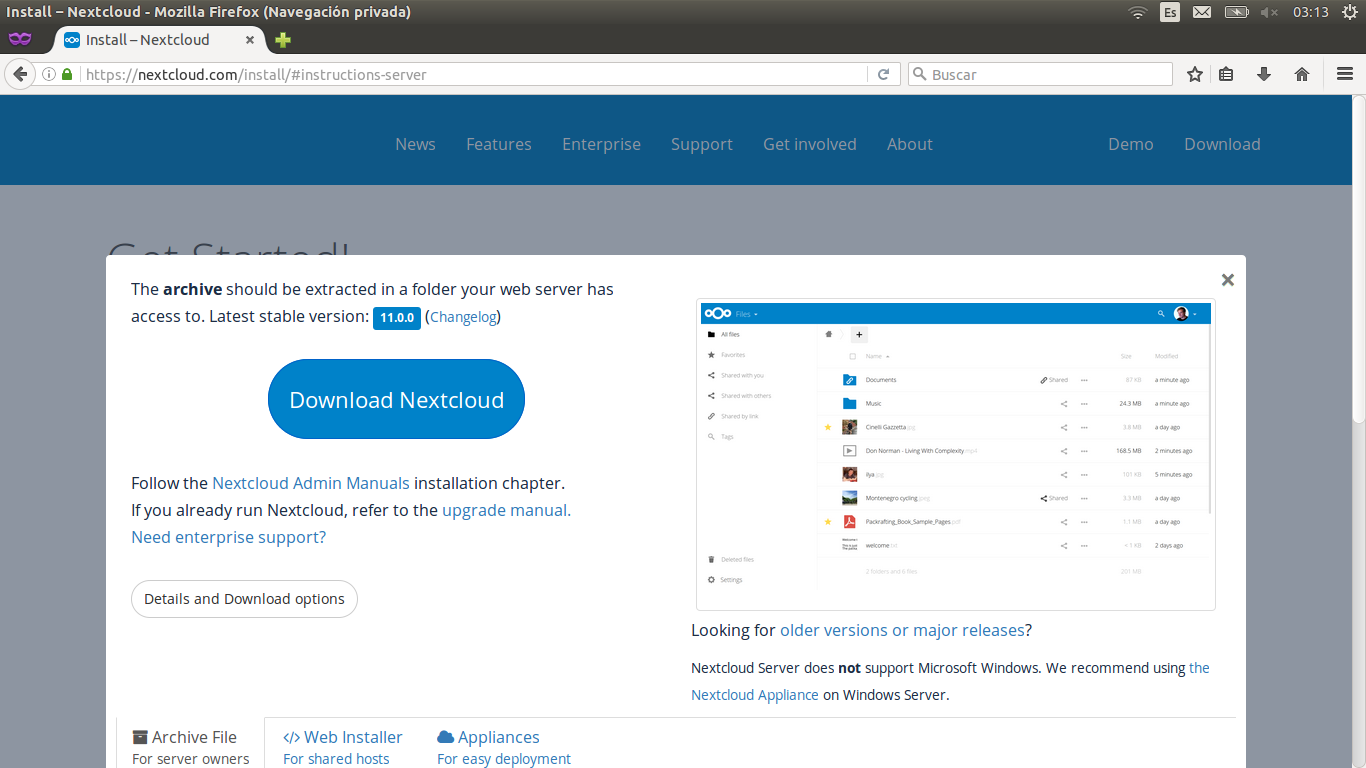 Install – Nextcloud - Mozilla Firefox (Navegación privada)
Es
03:13
Install – Nextcloud
https://nextcloud.com/install/#instructions-server
Buscar
News Features Enterprise Support Get involved About Demo Download
Get Started!
The archive should be extracted in a folder your web server has
access to. Latest stable version: 11.0.0 (Changelog)
Download Nextcloud
Follow the Nextcloud Admin Manuals installation chapter.
If you already run Nextcloud, refer to the upgrade manual.
Need enterprise support?
Details and Download options
Files
All files
Favorites
Shared with you
Shared with others
Shared by link
Tags
Deleted files
Settings
Name Size Modified
Documents Shared 87 KB a minute ago
Music 24.3 MB a minute ago
Cinelli Gazzetta.jpg 3.8 MB a day ago
Don Norman - Living With Complexity.mp4 168.5 MB 2 minutes ago
ilya.jpg 101 KB 5 minutes ago
Montenegro cycling.jpeg Shared 3.3 MB a day ago
Packrafting_Book_Sample_Pages.pdf 1.1 MB a day ago
welcome.txt < 1 KB 2 days ago
2 folders and 6 files 201 MB
Looking for older versions or major releases?
Nextcloud Server does not support Microsoft Windows. We recommend using the
Nextcloud Appliance on Windows Server.
Archive File
For server owners
Web Installer
For shared hosts
Appliances
For easy deployment